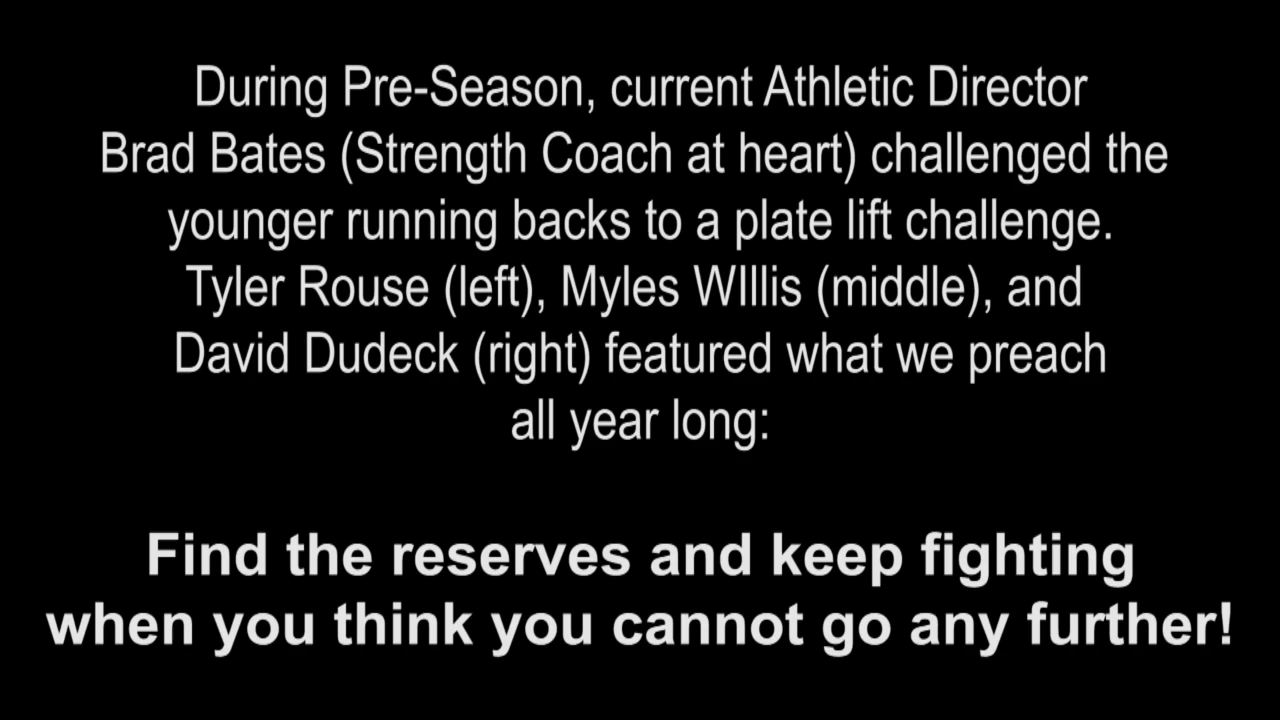 During Pre-Season, current Athletic Director
Brad Bates (Strength Coach at heart) challenged the
younger running backs to a plate lift challenge.
Tyler Rouse (left), Myles WIllis (middle), and
David Dudeck (right) featured what we preach
all year long:
Find the reserves and keep fighting
when you think you cannot go any further!